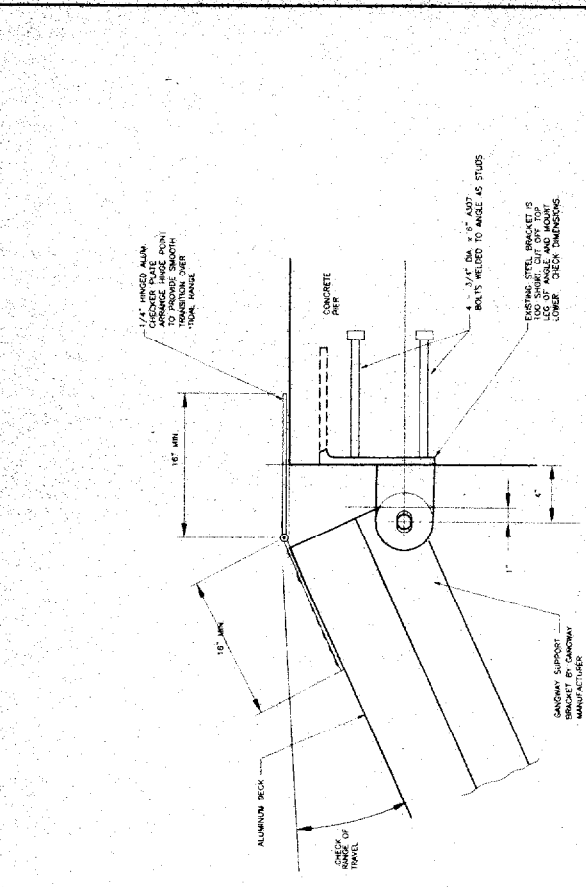 1/4" HINGED ALUM.
CHECKER PLATE
ARRANGE HINGE POINT
TO PROVIDE SMOOTH
TRANSITION OVER
TIDAL RANGE
16" MIN.
CONCRETE
PIER
16" MIN.
ALUMINUM DECK
4 - 3/4" DIA. x 6" A307
BOLTS WELDED TO ANGLE AS STUDS
EXISTING STEEL BRACKET IS
TOO SHORT. CUT OFF TOP
LEG OF ANGLE AND MOUNT
LOWER. CHECK DIMENSIONS.
4"
1"
CHECK
RANGE OF
TRAVEL
GANGWAY SUPPORT
BRACKET BY GANGWAY
MANUFACTURER